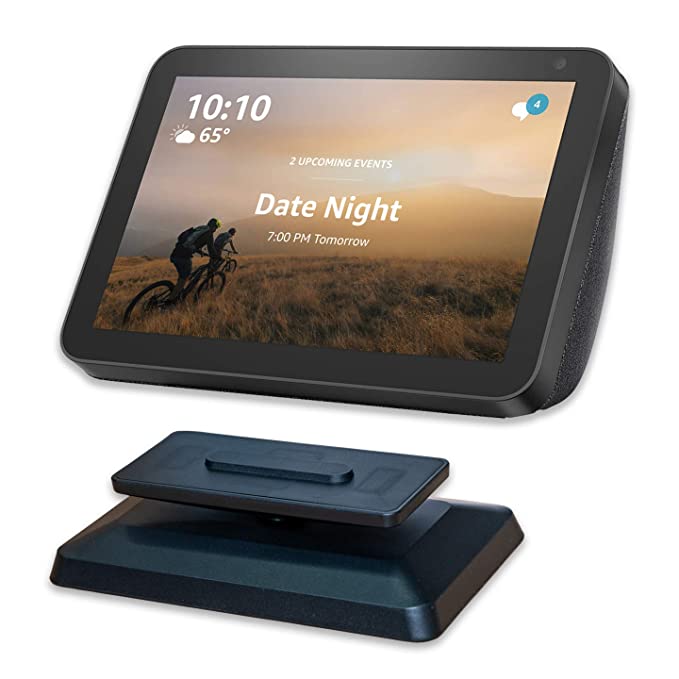 10:10
65°
4
2 UPCOMING EVENTS
Date Night
7:00 PM Tomorrow